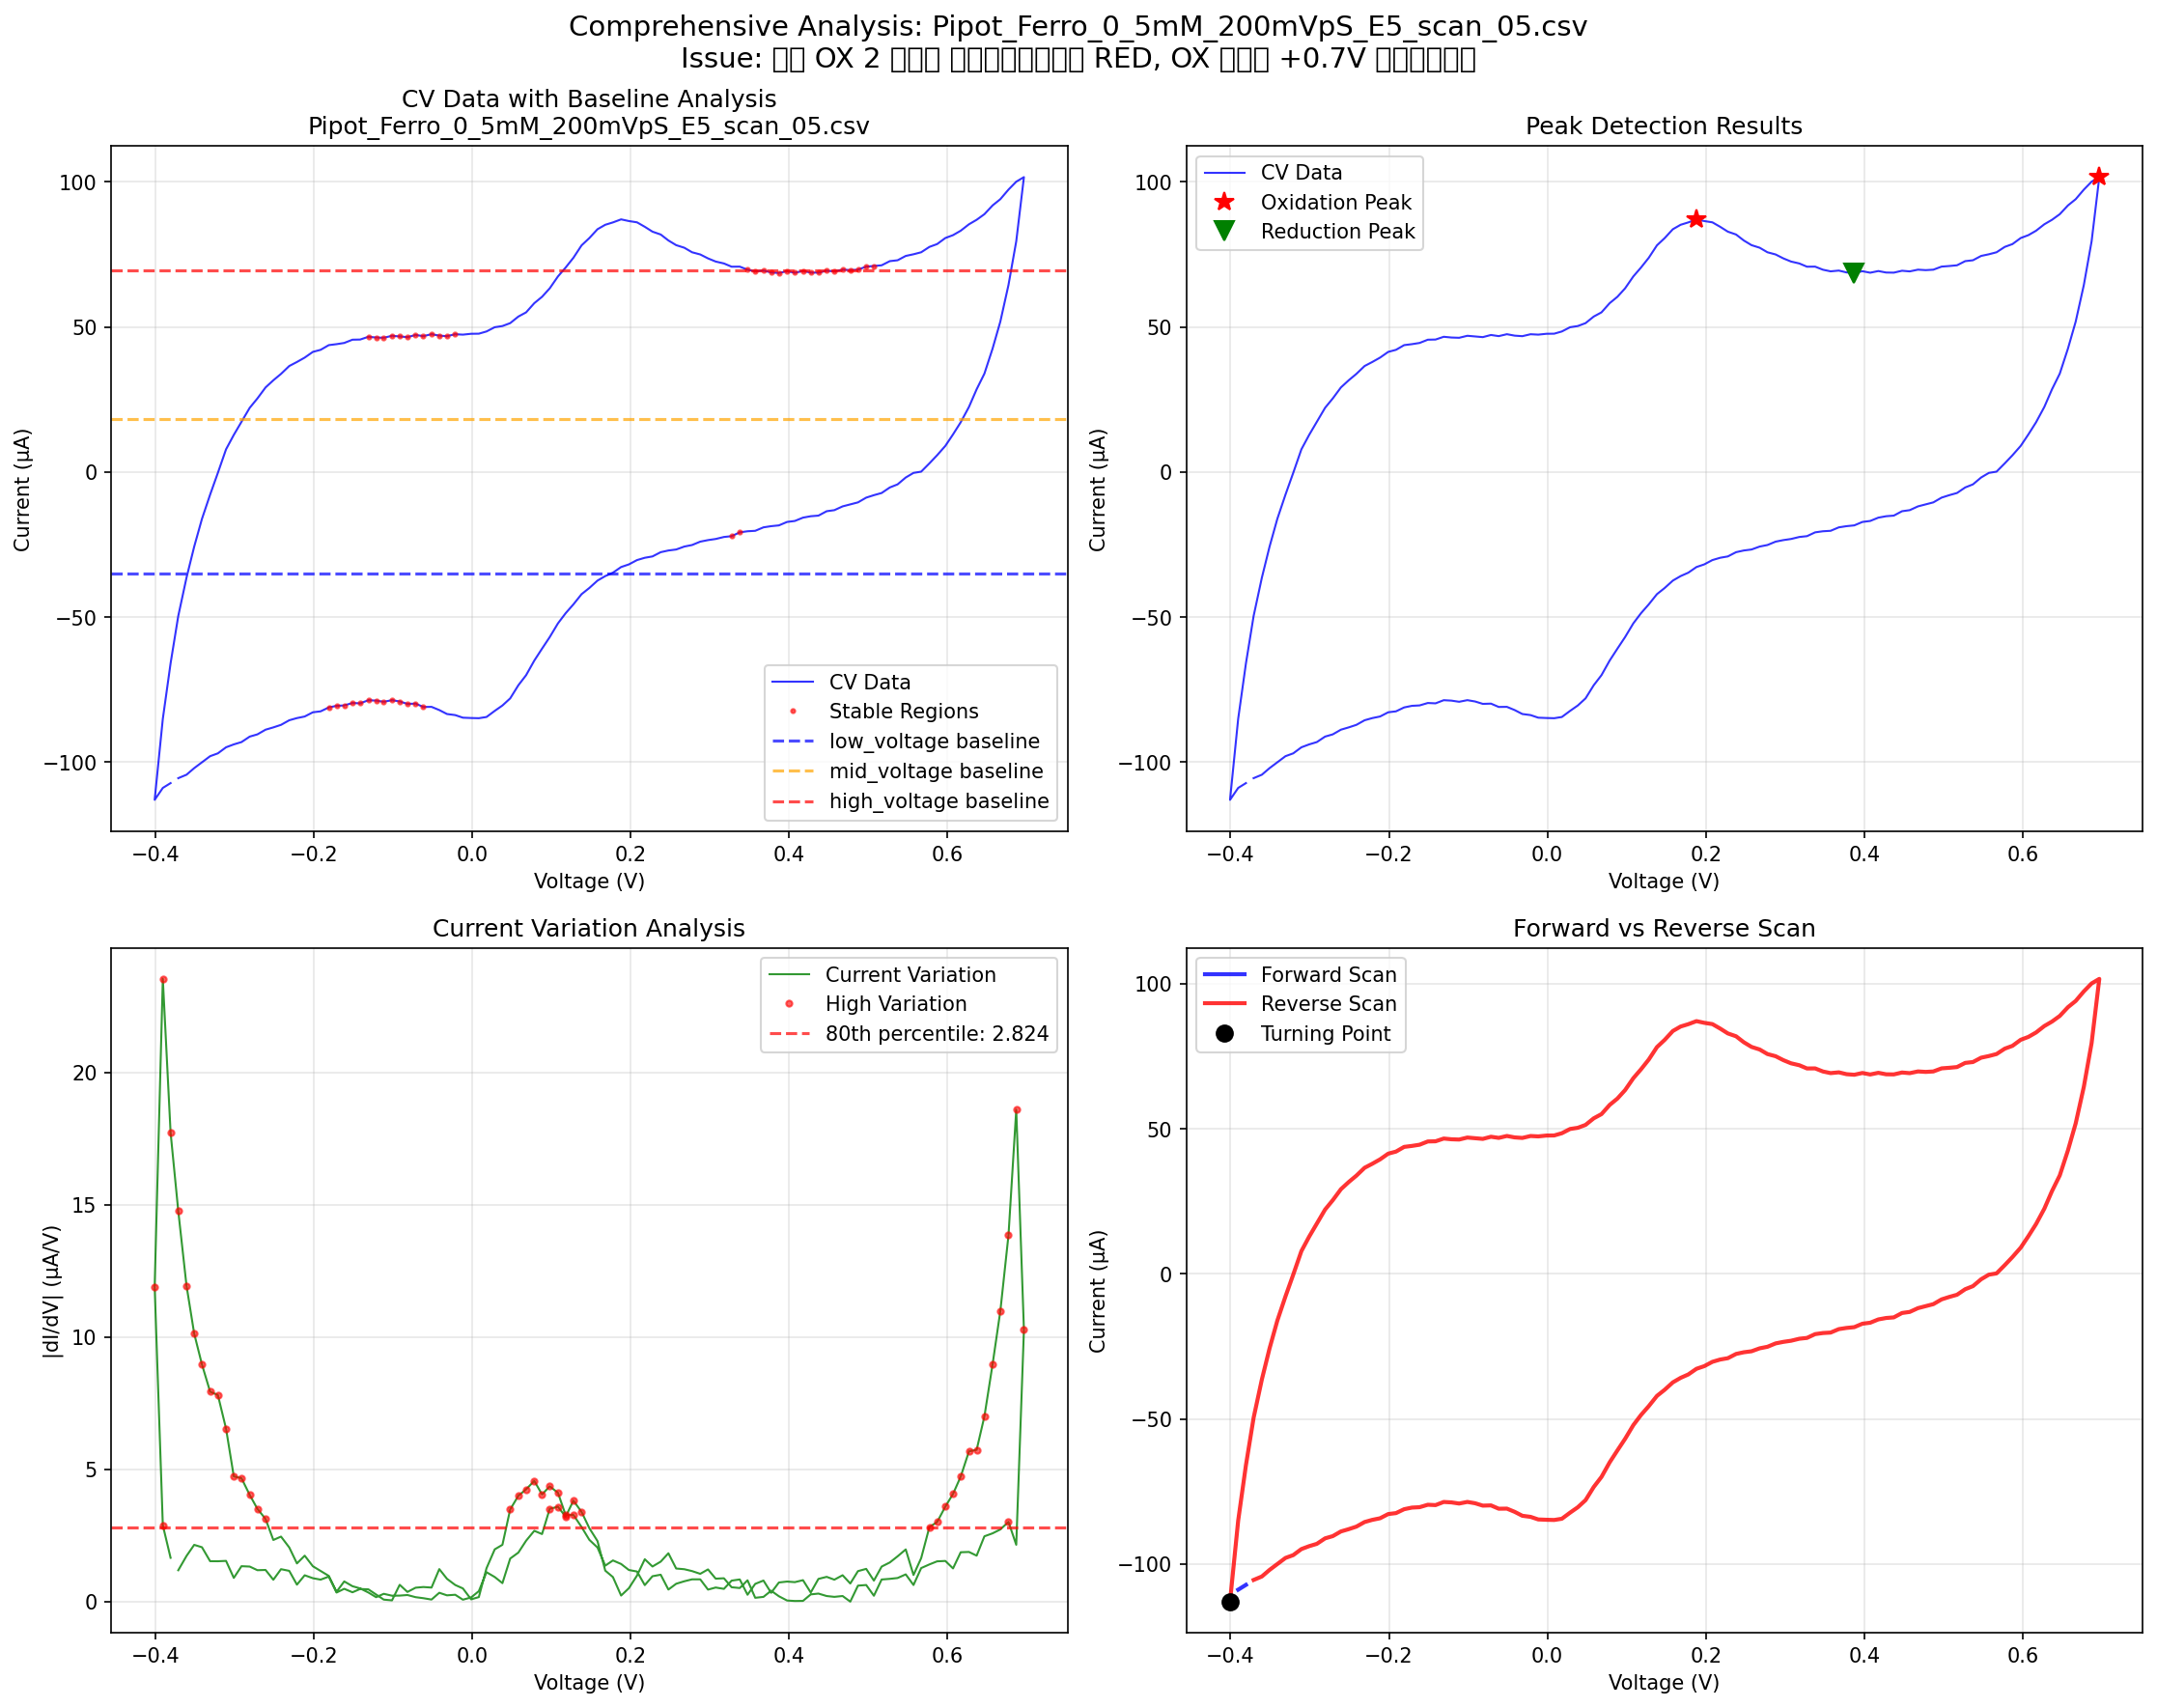 Comprehensive Analysis: Pipot_Ferro_0_5mM_200mVpS_E5_scan_05.csv
Issue: OX 2 RED, OX +0.7V
CV Data with Baseline Analysis
Pipot_Ferro_0_5mM_200mVpS_E5_scan_05.csv
100
50
0
−50
−100
Current (μA)
−0.4
−0.2
0.0
0.2
0.4
0.6
Voltage (V)
CV Data
Stable Regions
low_voltage baseline
mid_voltage baseline
high_voltage baseline
Peak Detection Results
CV Data
Oxidation Peak
Reduction Peak
100
50
0
−50
−100
Current (μA)
−0.4
−0.2
0.0
0.2
0.4
0.6
Voltage (V)
Current Variation Analysis
Current Variation
High Variation
80th percentile: 2.824
20
15
10
5
0
|dI/dV| (μA/V)
−0.4
−0.2
0.0
0.2
0.4
0.6
Voltage (V)
Forward vs Reverse Scan
Forward Scan
Reverse Scan
Turning Point
100
50
0
−50
−100
Current (μA)
−0.4
−0.2
0.0
0.2
0.4
0.6
Voltage (V)